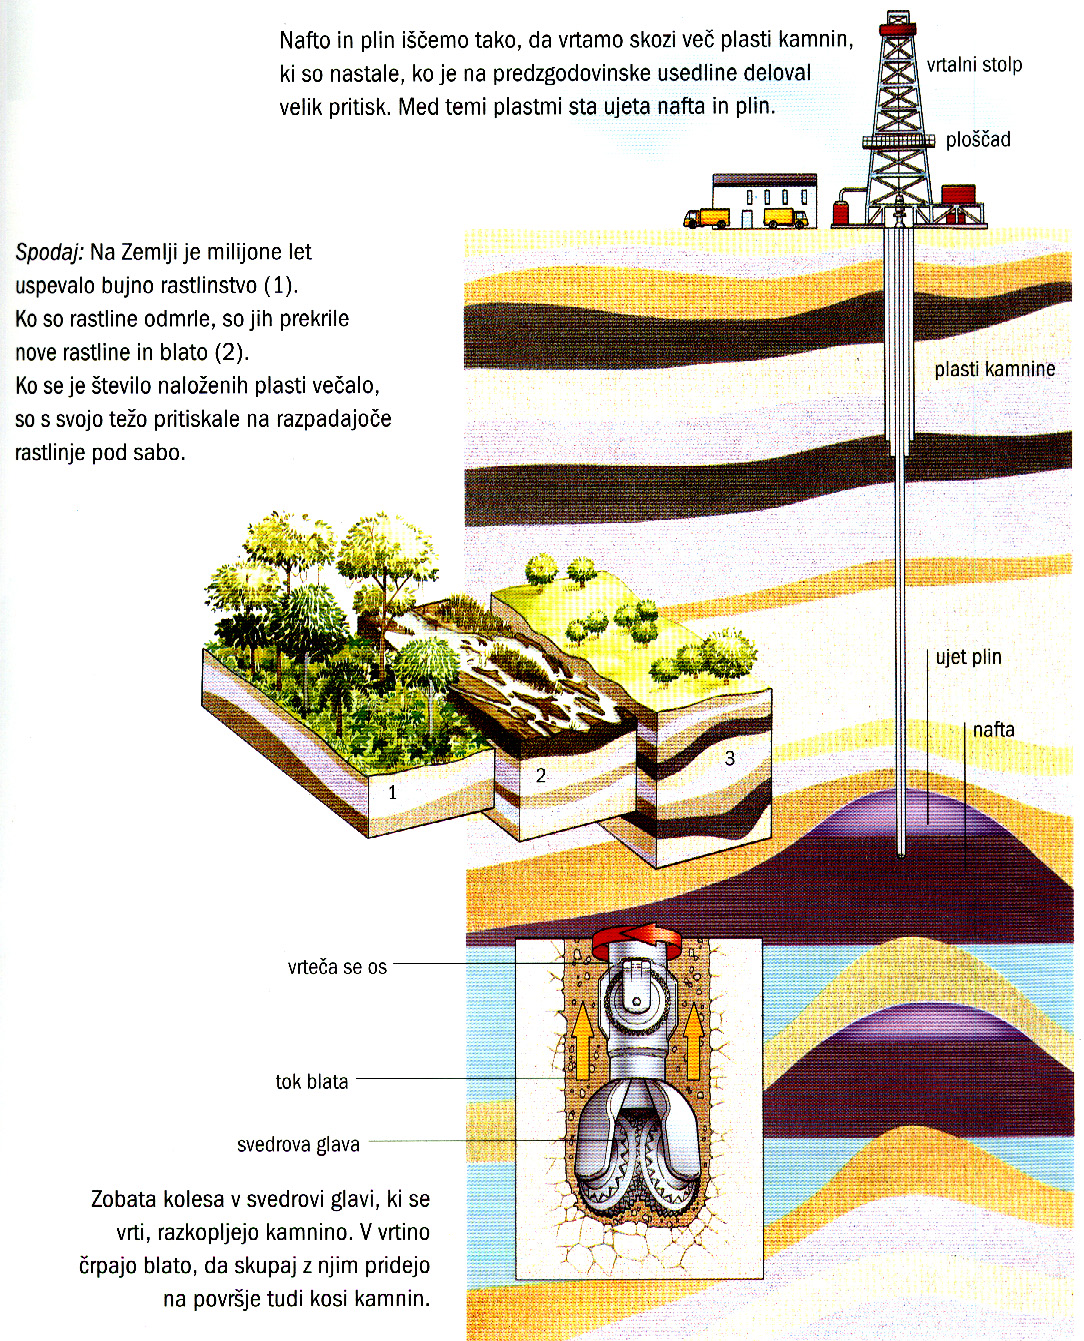 Nafto in plin iščemo tako, da vrtamo skozi več plasti kamnin,
ki so nastale, ko je na predzgodovinske usedline deloval
velik pritisk. Med temi plastmi sta ujeta nafta in plin.
vrtalni stolp
ploščad
Spodaj: Na Zemlji je milijone let
uspevalo bujno rastlinstvo (1).
Ko so rastline odmrle, so jih prekrile
nove rastline in blato (2).
Ko se je število naloženih plasti večalo,
so s svojo težo pritiskale na razpadajoče
rastlinje pod sabo.
plasti kamnine
ujet plin
nafta
1
2
3
vrteča se os
tok blata
svedrova glava
Zobata kolesa v svedrovi glavi, ki se
vrti, razkopljejo kamnino. V vrtino
črpajo blato, da skupaj z njim pridejo
na površje tudi kosi kamnin.